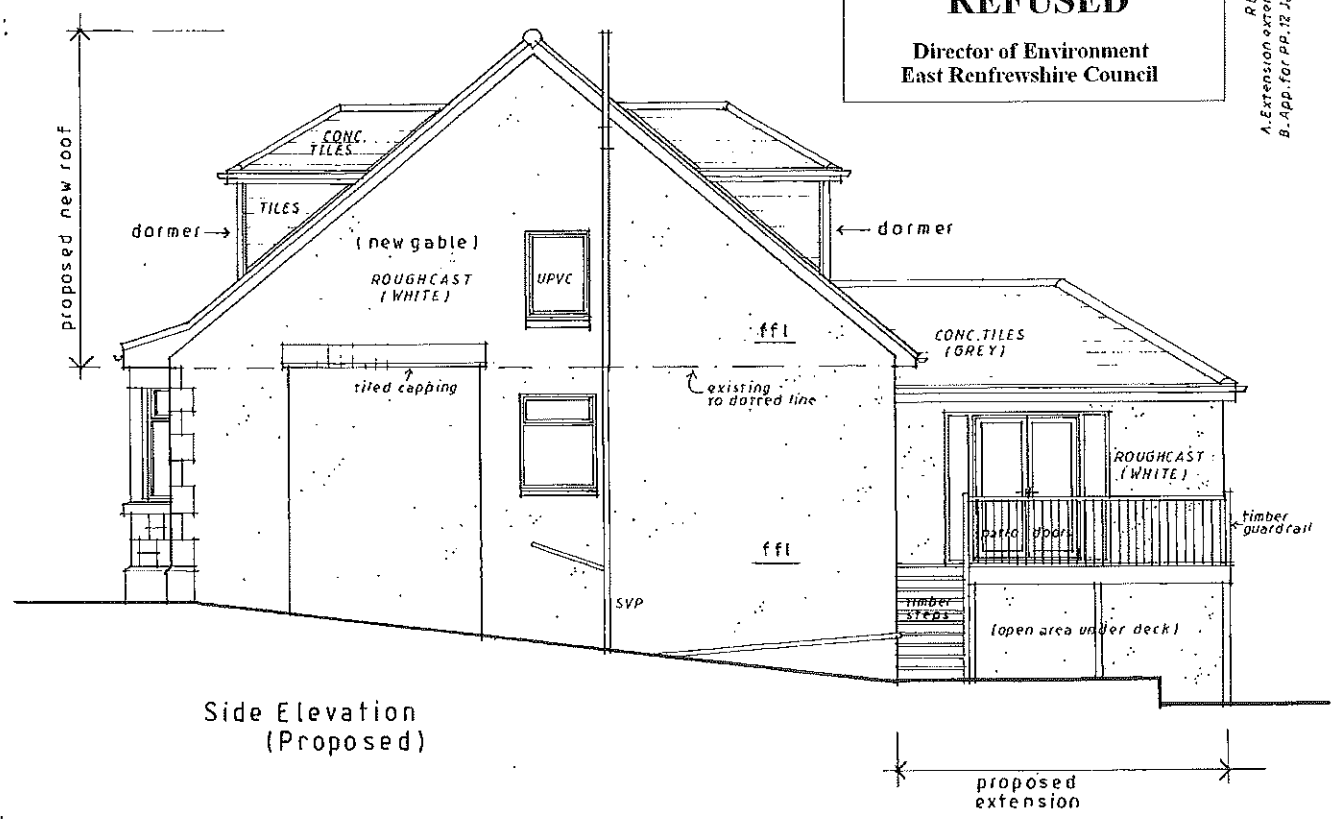 REFUSED
Director of Environment
East Renfrewshire Council
A. Extension exten
B. App. for PP. 12
proposed new roof
CONC.
TILES
TILES
dormer
dormer
(new gable)
ROUGHCAST
(WHITE)
UPVC
ffl
CONC. TILES
(GREY)
tiled capping
existing
to dotted line
ROUGHCAST
(WHITE)
patio doors
timber
guardrail
ffl
SVP
timber
steps
(open area under deck)
Side Elevation
(Proposed)
proposed
extension